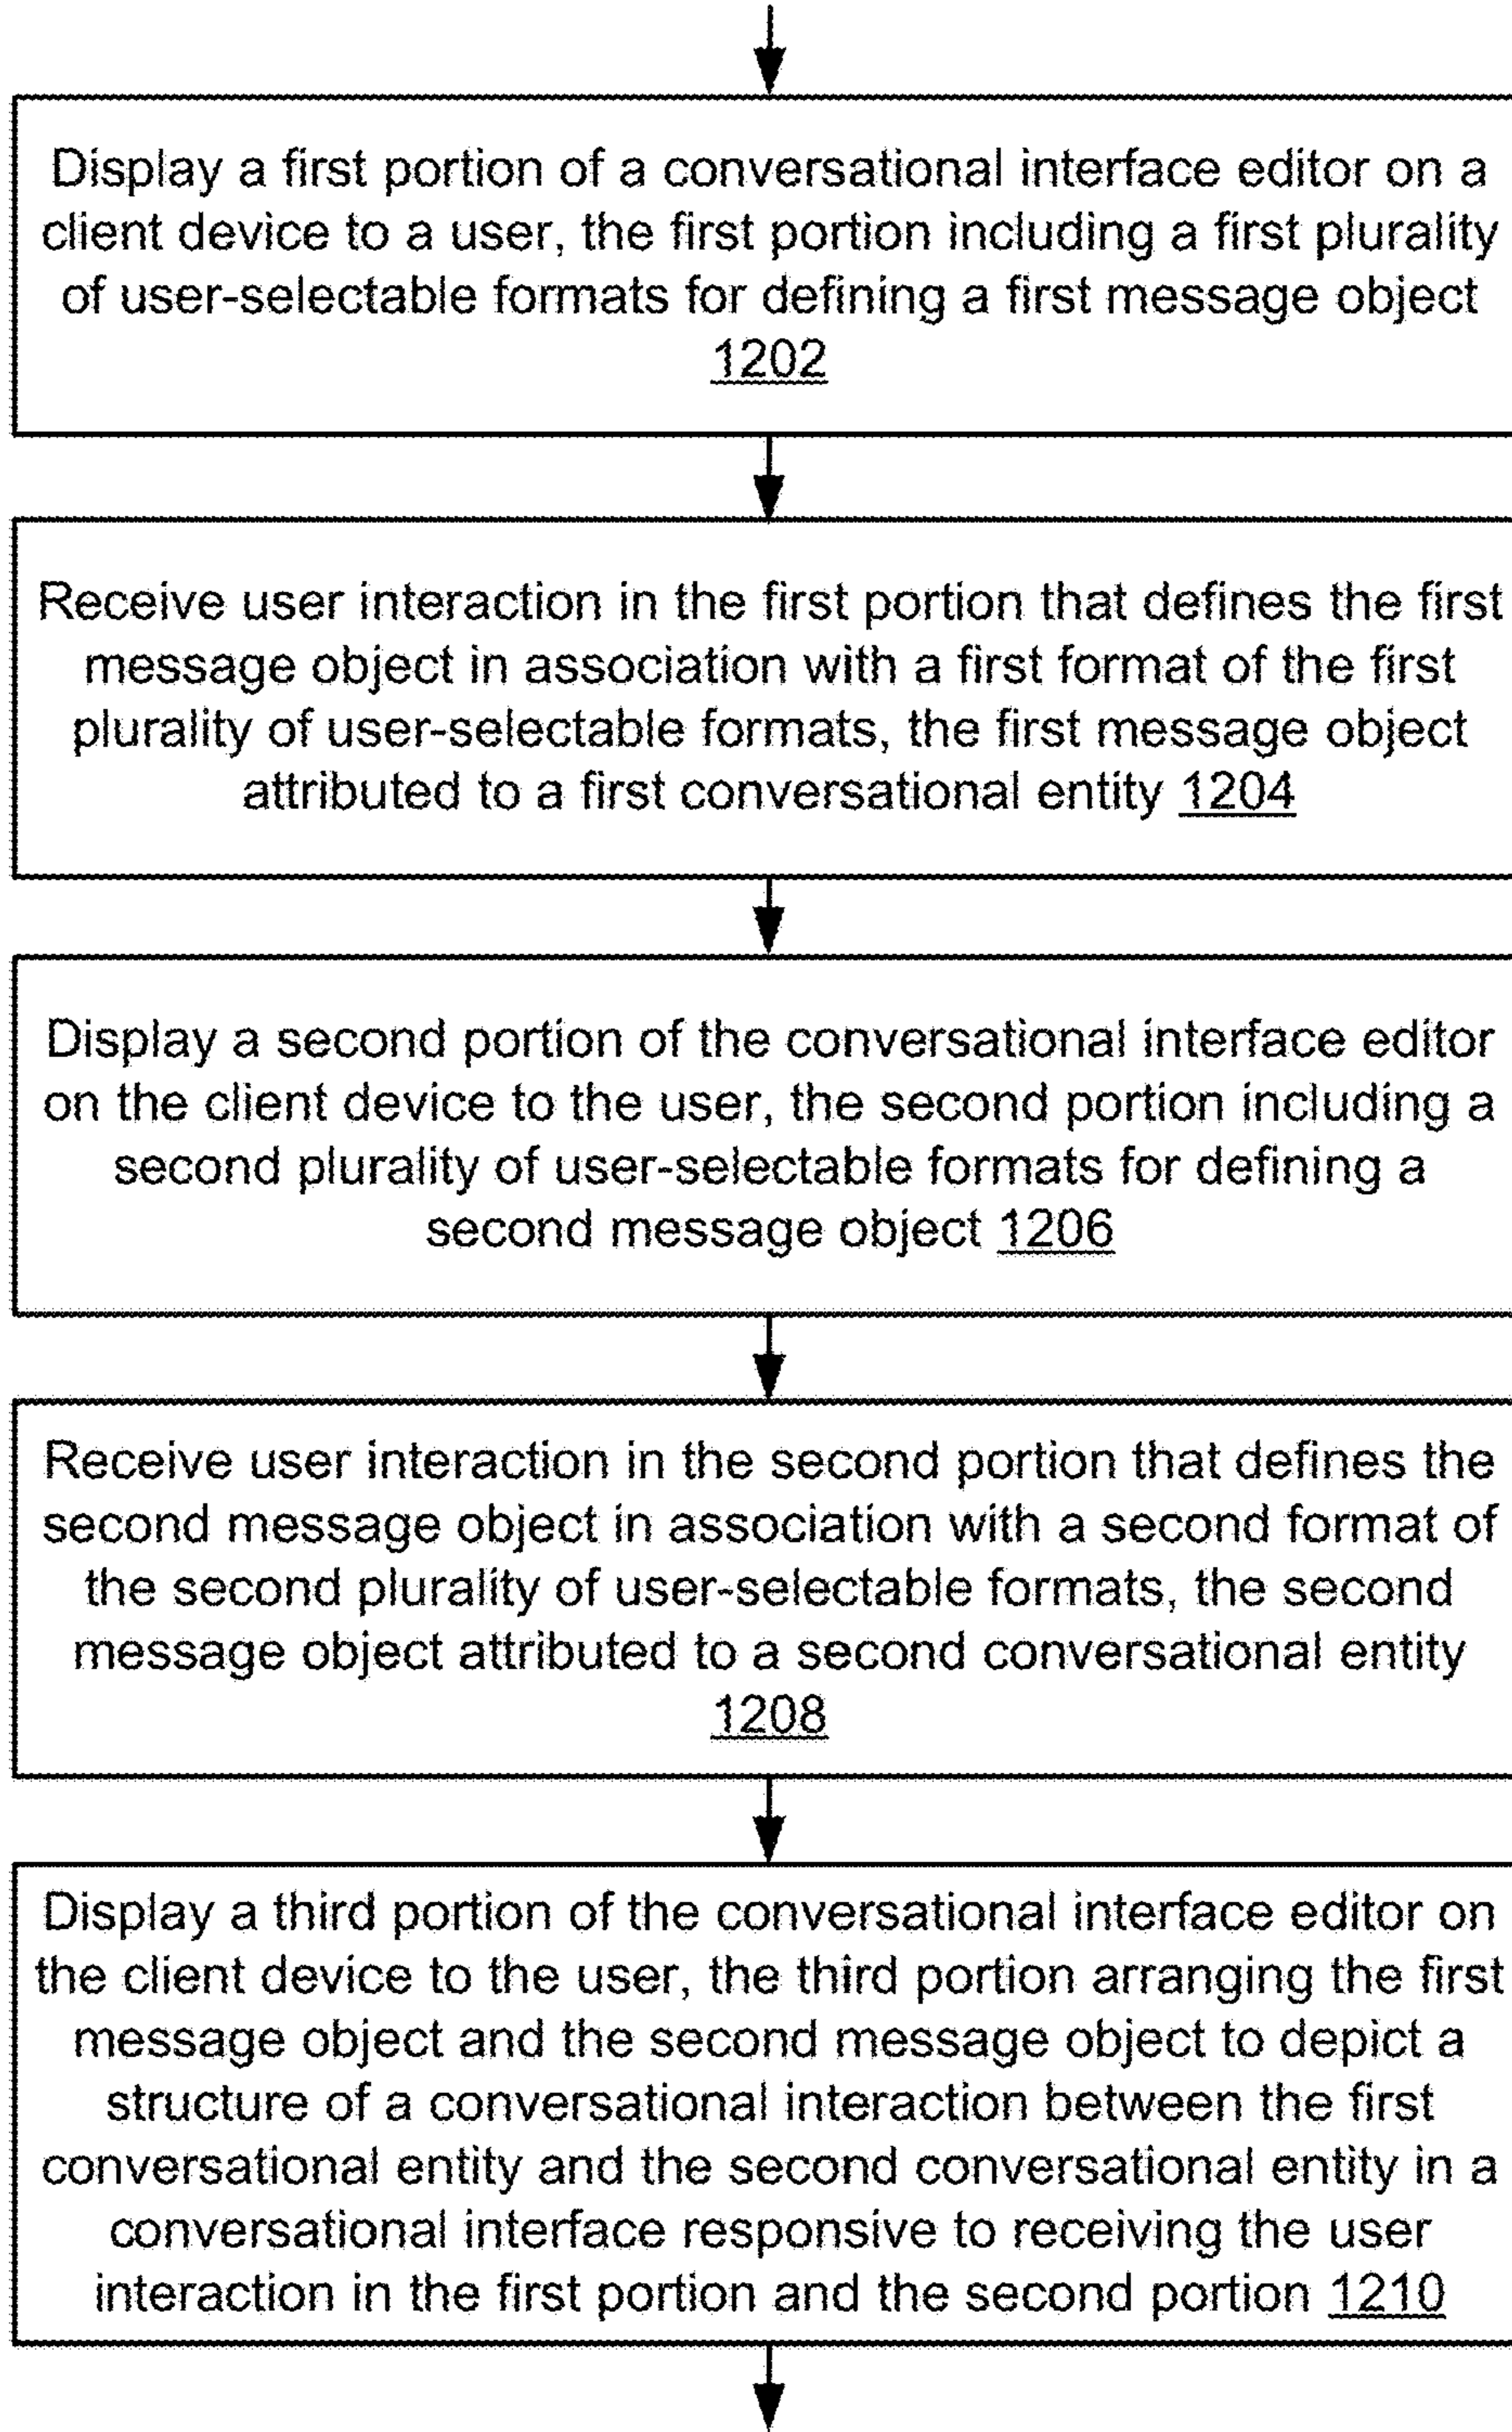 Display a first portion of a conversational interface editor on a
client device to a user, the first portion including a first plurality
of user-selectable formats for defining a first message object
1202
Receive user interaction in the first portion that defines the first
message object in association with a first format of the first
plurality of user-selectable formats, the first message object
attributed to a first conversational entity 1204
Display a second portion of the conversational interface editor
on the client device to the user, the second portion including a
second plurality of user-selectable formats for defining a
second message object 1206
Receive user interaction in the second portion that defines the
second message object in association with a second format of
the second plurality of user-selectable formats, the second
message object attributed to a second conversational entity
1208
Display a third portion of the conversational interface editor on
the client device to the user, the third portion arranging the first
message object and the second message object to depict a
structure of a conversational interaction between the first
conversational entity and the second conversational entity in a
conversational interface responsive to receiving the user
interaction in the first portion and the second portion 1210